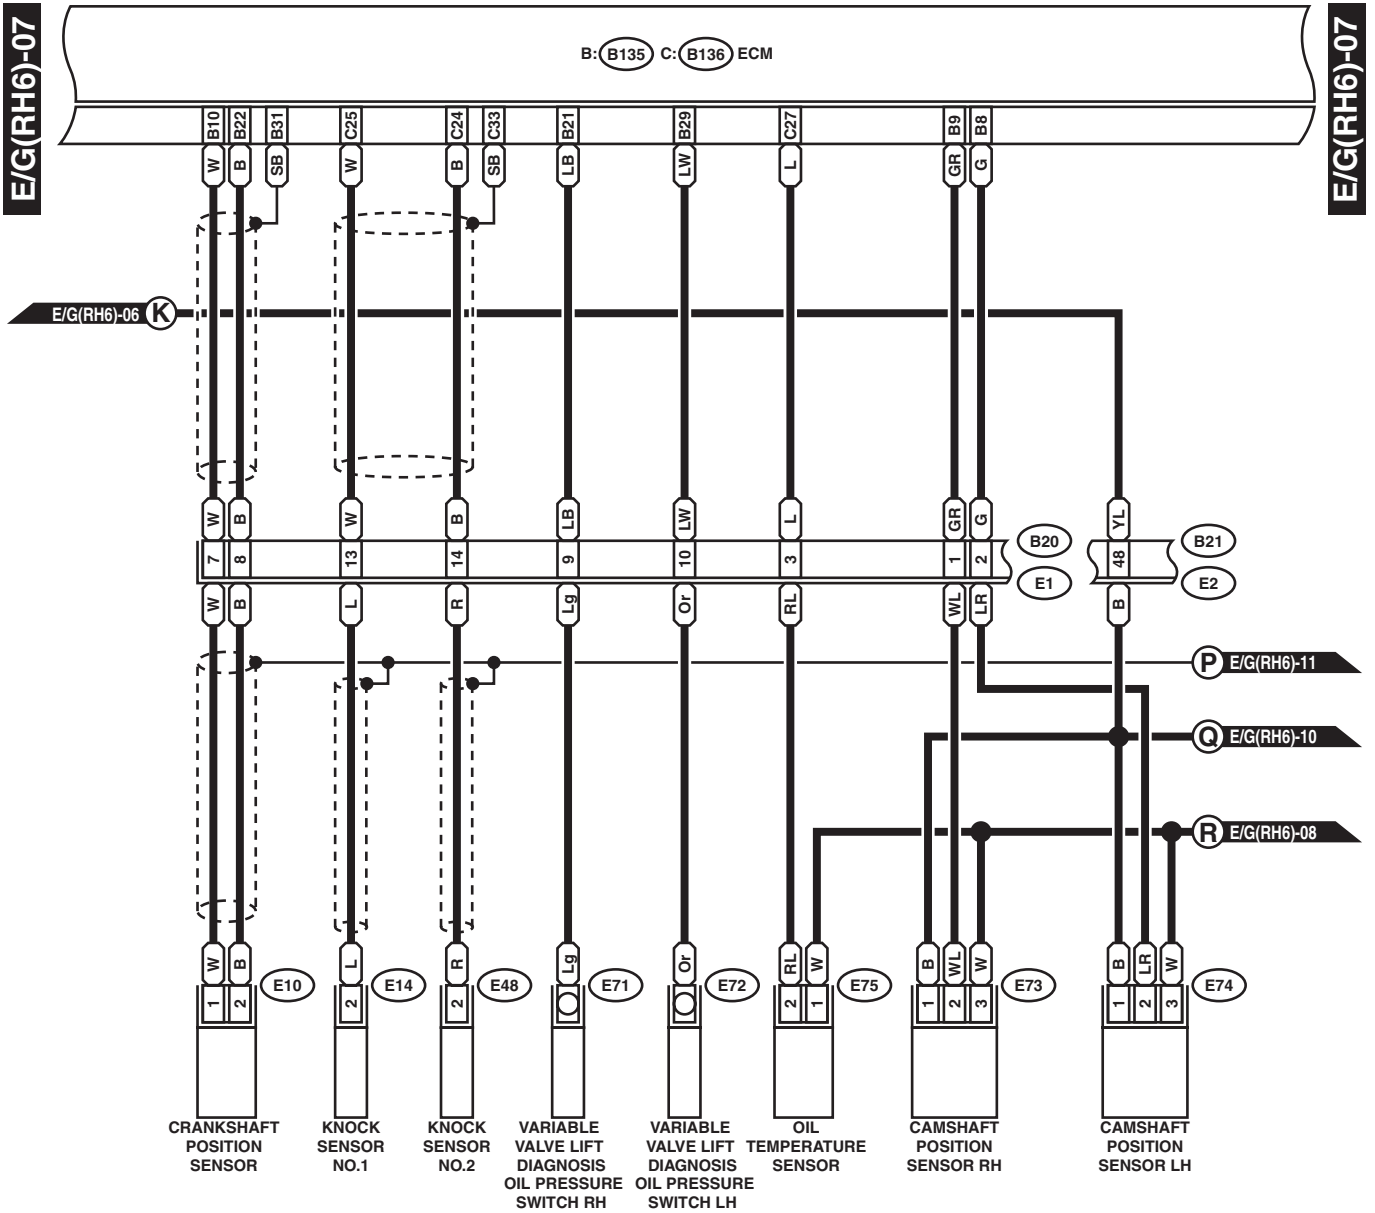 E/G(RH6)-07
E/G(RH6)-07
B: B135 C: B136 ECM
B10 B22 B31 C25 C24 C33 B21 B29 C27 B9 B8
W B SB W B SB LB LW L GR G
E/G(RH6)-06 K
W B W B LB LW L GR G YL
7 8 13 14 9 10 3 1 2 48
B20 B21
E1 E2
W B L R Lg Or RL WL LR B
P E/G(RH6)-11
Q E/G(RH6)-10
R E/G(RH6)-08
W B L R Lg Or RL W B WL W B LR W
E10 E14 E48 E71 E72 E75 E73 E74
1 2 2 2 2 1 1 2 3 1 2 3
CRANKSHAFT
POSITION
SENSOR
KNOCK
SENSOR
NO.1
KNOCK
SENSOR
NO.2
VARIABLE
VALVE LIFT
DIAGNOSIS
OIL PRESSURE
SWITCH RH
VARIABLE
VALVE LIFT
DIAGNOSIS
OIL PRESSURE
SWITCH LH
OIL
TEMPERATURE
SENSOR
CAMSHAFT
POSITION
SENSOR RH
CAMSHAFT
POSITION
SENSOR LH